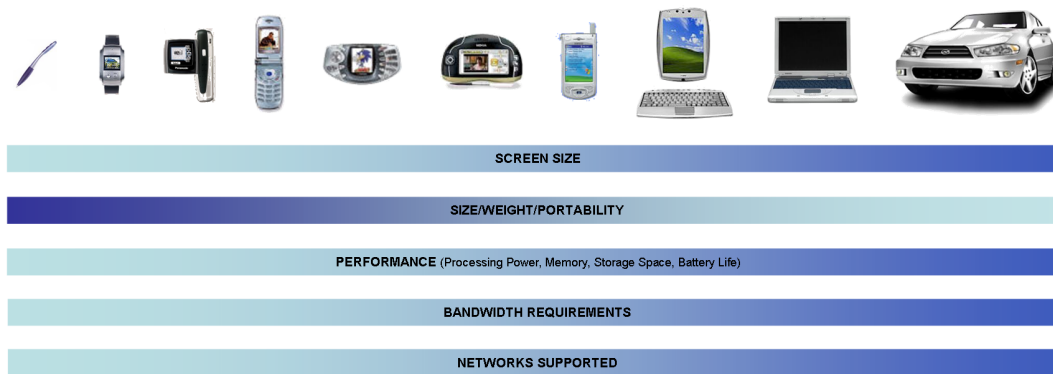 SCREEN SIZE
SIZE/WEIGHT/PORTABILITY
PERFORMANCE (Processing Power, Memory, Storage Space, Battery Life)
BANDWIDTH REQUIREMENTS
NETWORKS SUPPORTED